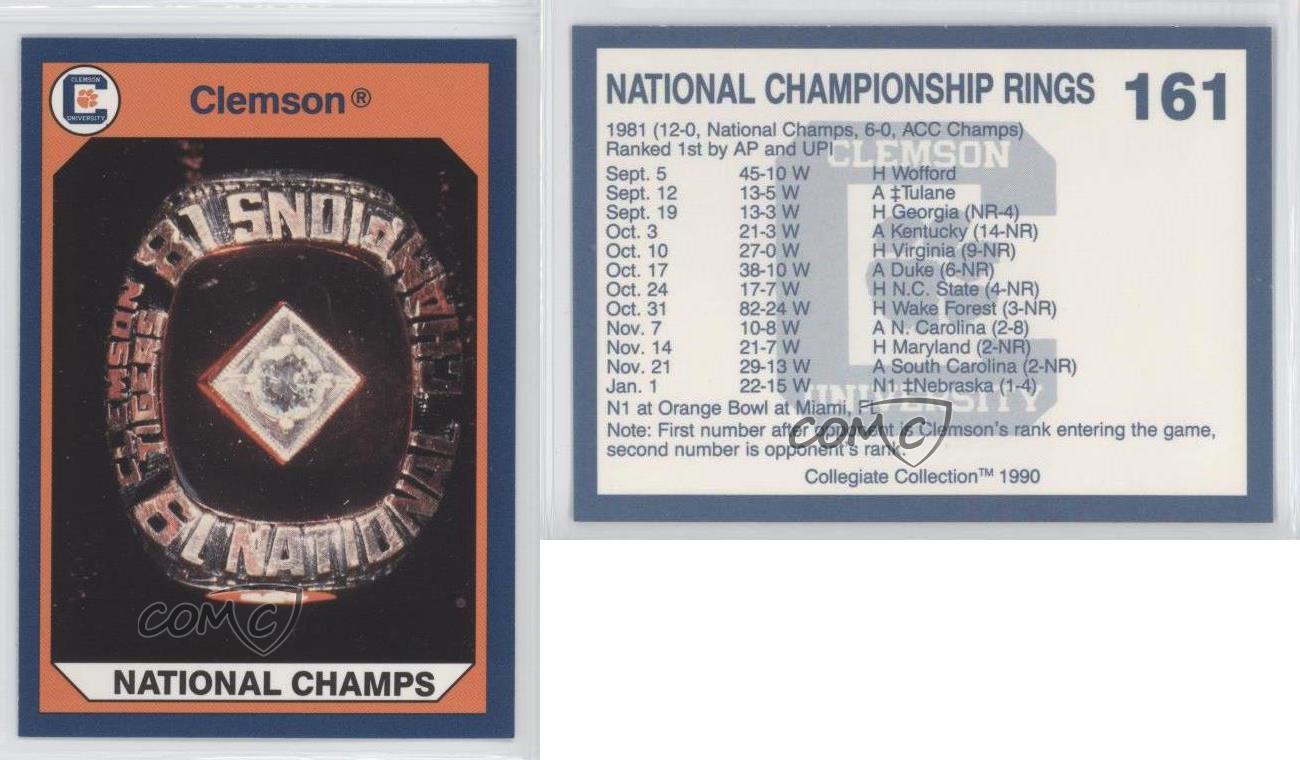 CLEMSON
C
UNIVERSITY
Clemson®
NATIONAL CHAMPIONS 81
CLEMSON
TIGERS
81 NATIONAL
COMC
NATIONAL CHAMPS
NATIONAL CHAMPIONSHIP RINGS 161
1981 (12-0, National Champs, 6-0, ACC Champs)
Ranked 1st by AP and UPI
CLEMSON
Sept. 5 45-10 W H Wofford
Sept. 12 13-5 W A ‡Tulane
Sept. 19 13-3 W H Georgia (NR-4)
Oct. 3 21-3 W A Kentucky (14-NR)
Oct. 10 27-0 W H Virginia (9-NR)
Oct. 17 38-10 W A Duke (6-NR)
Oct. 24 17-7 W H N.C. State (4-NR)
Oct. 31 82-24 W H Wake Forest (3-NR)
Nov. 7 10-8 W A N. Carolina (2-8)
Nov. 14 21-7 W H Maryland (2-NR)
Nov. 21 29-13 W A South Carolina (2-NR)
Jan. 1 22-15 W N1 ‡Nebraska (1-4)
UNIVERSITY
N1 at Orange Bowl at Miami, FL
COMC
Note: First number after opponent is Clemson's rank entering the game,
second number is opponent's rank.
Collegiate Collection™ 1990